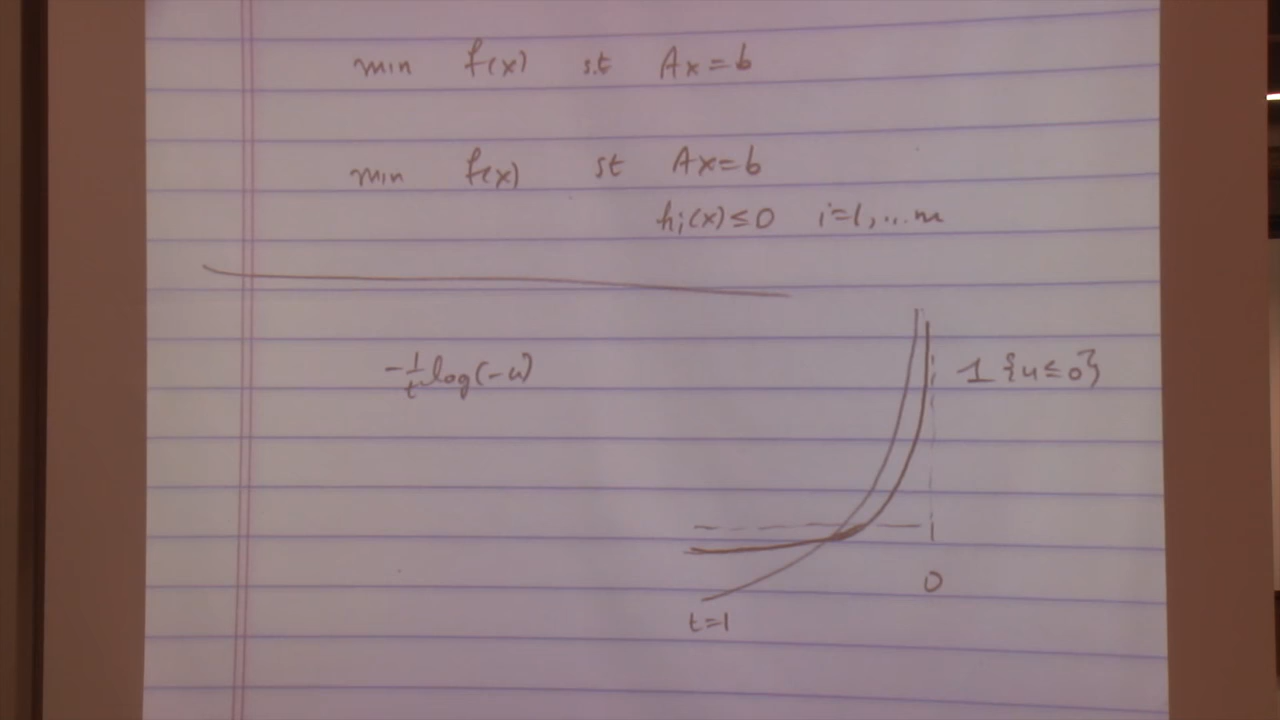 min f(x) s.t Ax=b
min f(x) st Ax=b
hi(x)≤0 i=1,...m
-1/t log(-u)
1{u≤0}
0
t=1